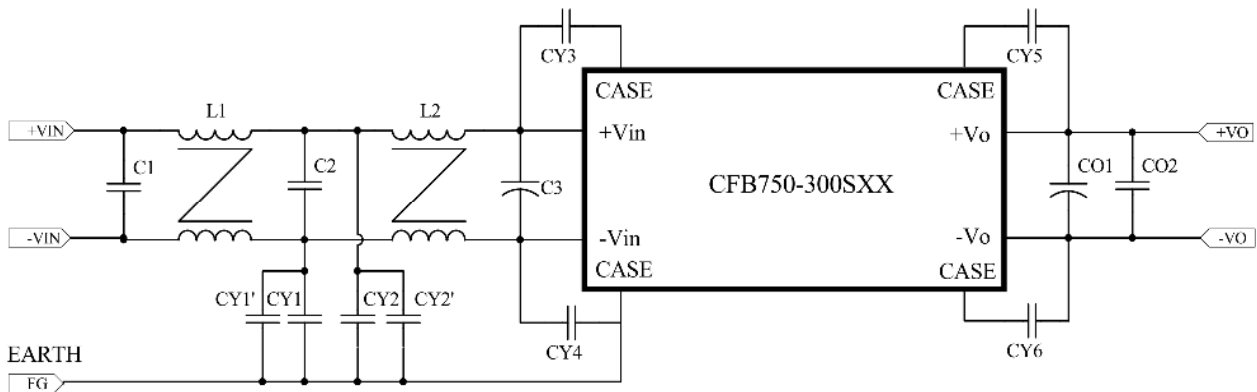 CY3
CY5
CASE
CASE
L1
L2
+VIN
+Vin
+Vo
+VO
C1
C2
C3
CFB750-300SXX
CO1
CO2
-VIN
-Vin
-Vo
-VO
CASE
CASE
CY1'
CY1
CY2
CY2'
CY4
CY6
EARTH
FG